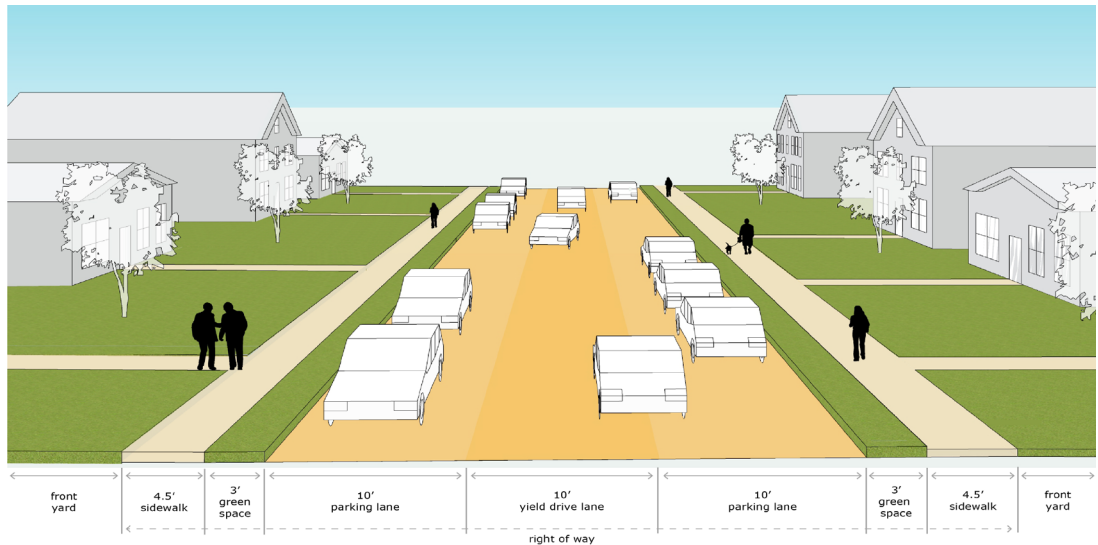 front
yard
4.5'
sidewalk
3'
green
space
10'
parking lane
10'
yield drive lane
10'
parking lane
3'
green
space
4.5'
sidewalk
front
yard
right of way